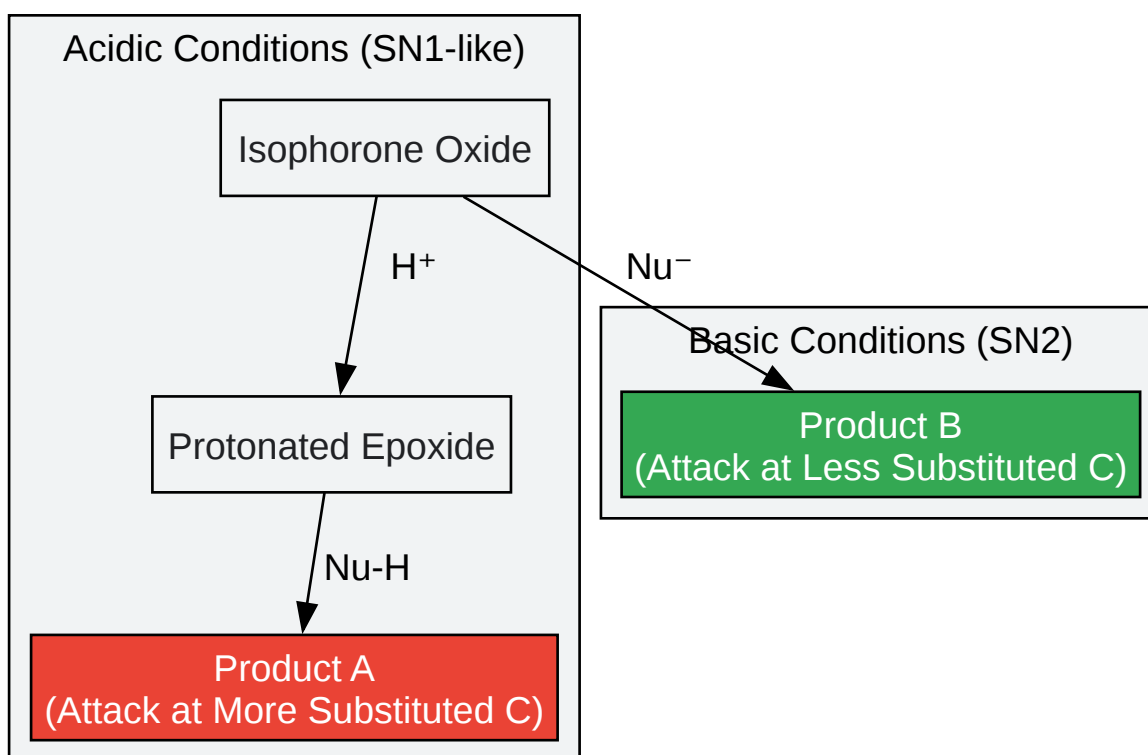 Acidic Conditions (SN1-like)
Isophorone Oxide
H⁺
Nu⁻
Basic Conditions (SN2)
Protonated Epoxide
Product B
(Attack at Less Substituted C)
Nu-H
Product A
(Attack at More Substituted C)